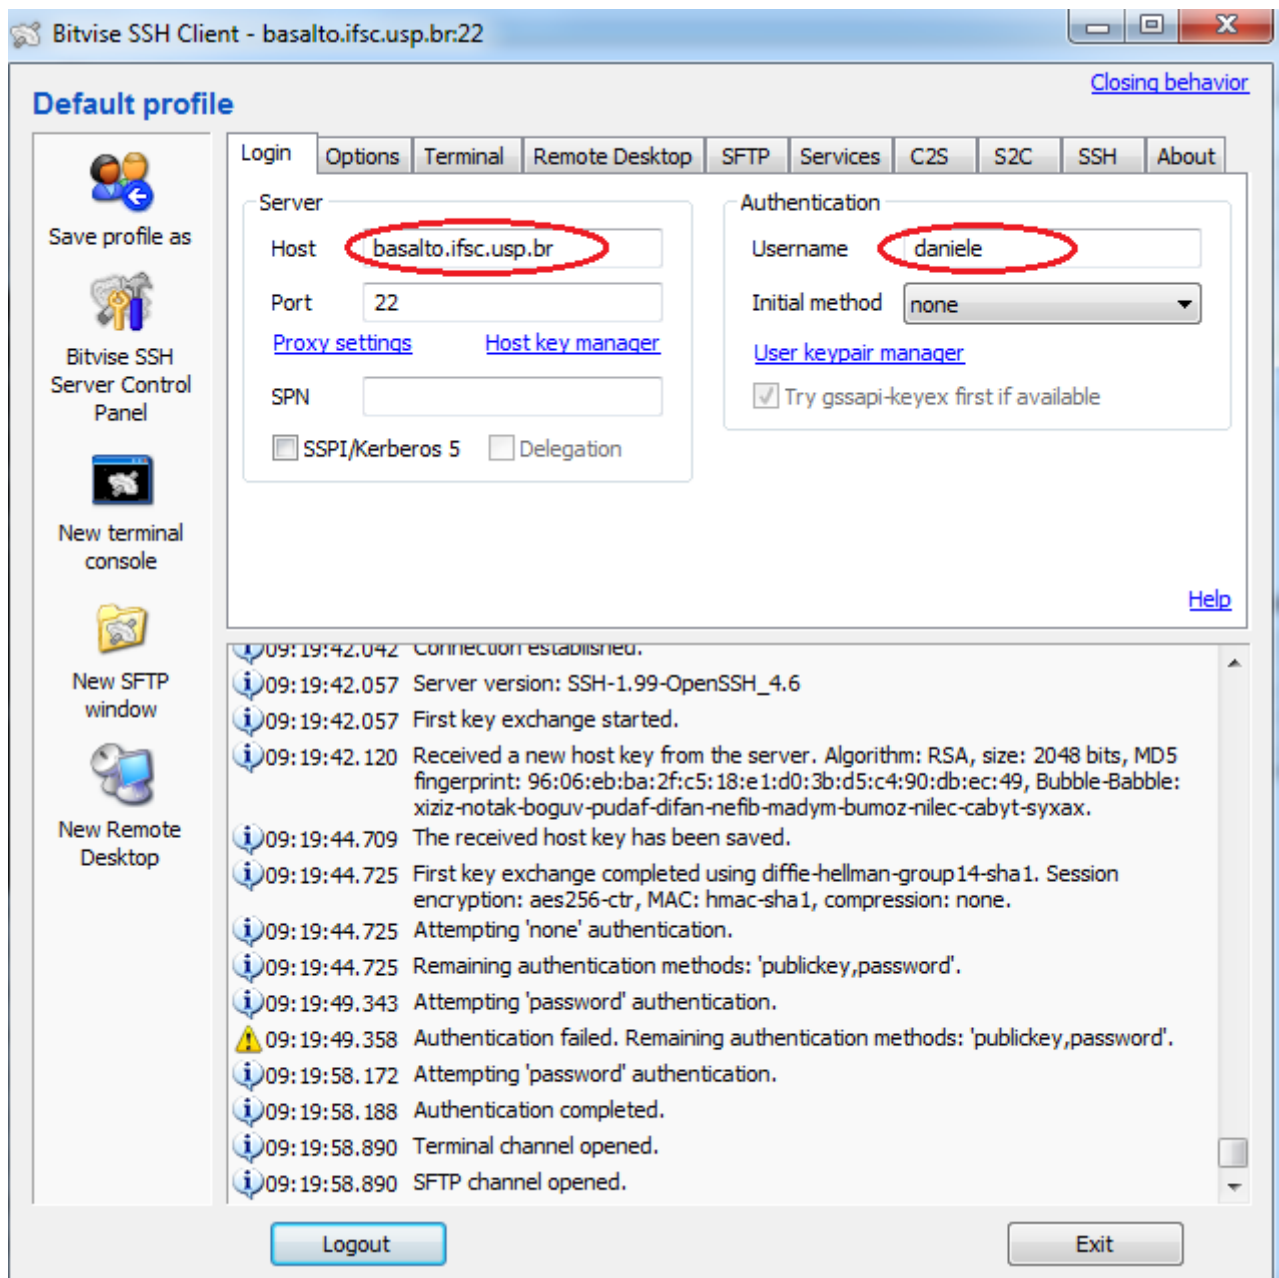 Bitvise SSH Client - basalto.ifsc.usp.br:22
Closing behavior
Default profile
Save profile as
Bitvise SSH
Server Control
Panel
New terminal
console
New SFTP
window
New Remote
Desktop
Login Options Terminal Remote Desktop SFTP Services C2S S2C SSH About
Server
Host basalto.ifsc.usp.br
Port 22
Proxy settings Host key manager
SPN
SSPI/Kerberos 5 Delegation
Authentication
Username daniele
Initial method none
User keypair manager
Try gssapi-keyex first if available
Help
09:19:42.042 Connection established.
09:19:42.057 Server version: SSH-1.99-OpenSSH_4.6
09:19:42.057 First key exchange started.
09:19:42.120 Received a new host key from the server. Algorithm: RSA, size: 2048 bits, MD5
fingerprint: 96:06:eb:ba:2f:c5:18:e1:d0:3b:d5:c4:90:db:ec:49, Bubble-Babble:
xiziz-notak-boguv-pudaf-difan-nefib-madym-bumoz-nilec-cabyt-syxax.
09:19:44.709 The received host key has been saved.
09:19:44.725 First key exchange completed using diffie-hellman-group14-sha1. Session
encryption: aes256-ctr, MAC: hmac-sha1, compression: none.
09:19:44.725 Attempting 'none' authentication.
09:19:44.725 Remaining authentication methods: 'publickey,password'.
09:19:49.343 Attempting 'password' authentication.
09:19:49.358 Authentication failed. Remaining authentication methods: 'publickey,password'.
09:19:58.172 Attempting 'password' authentication.
09:19:58.188 Authentication completed.
09:19:58.890 Terminal channel opened.
09:19:58.890 SFTP channel opened.
Logout Exit